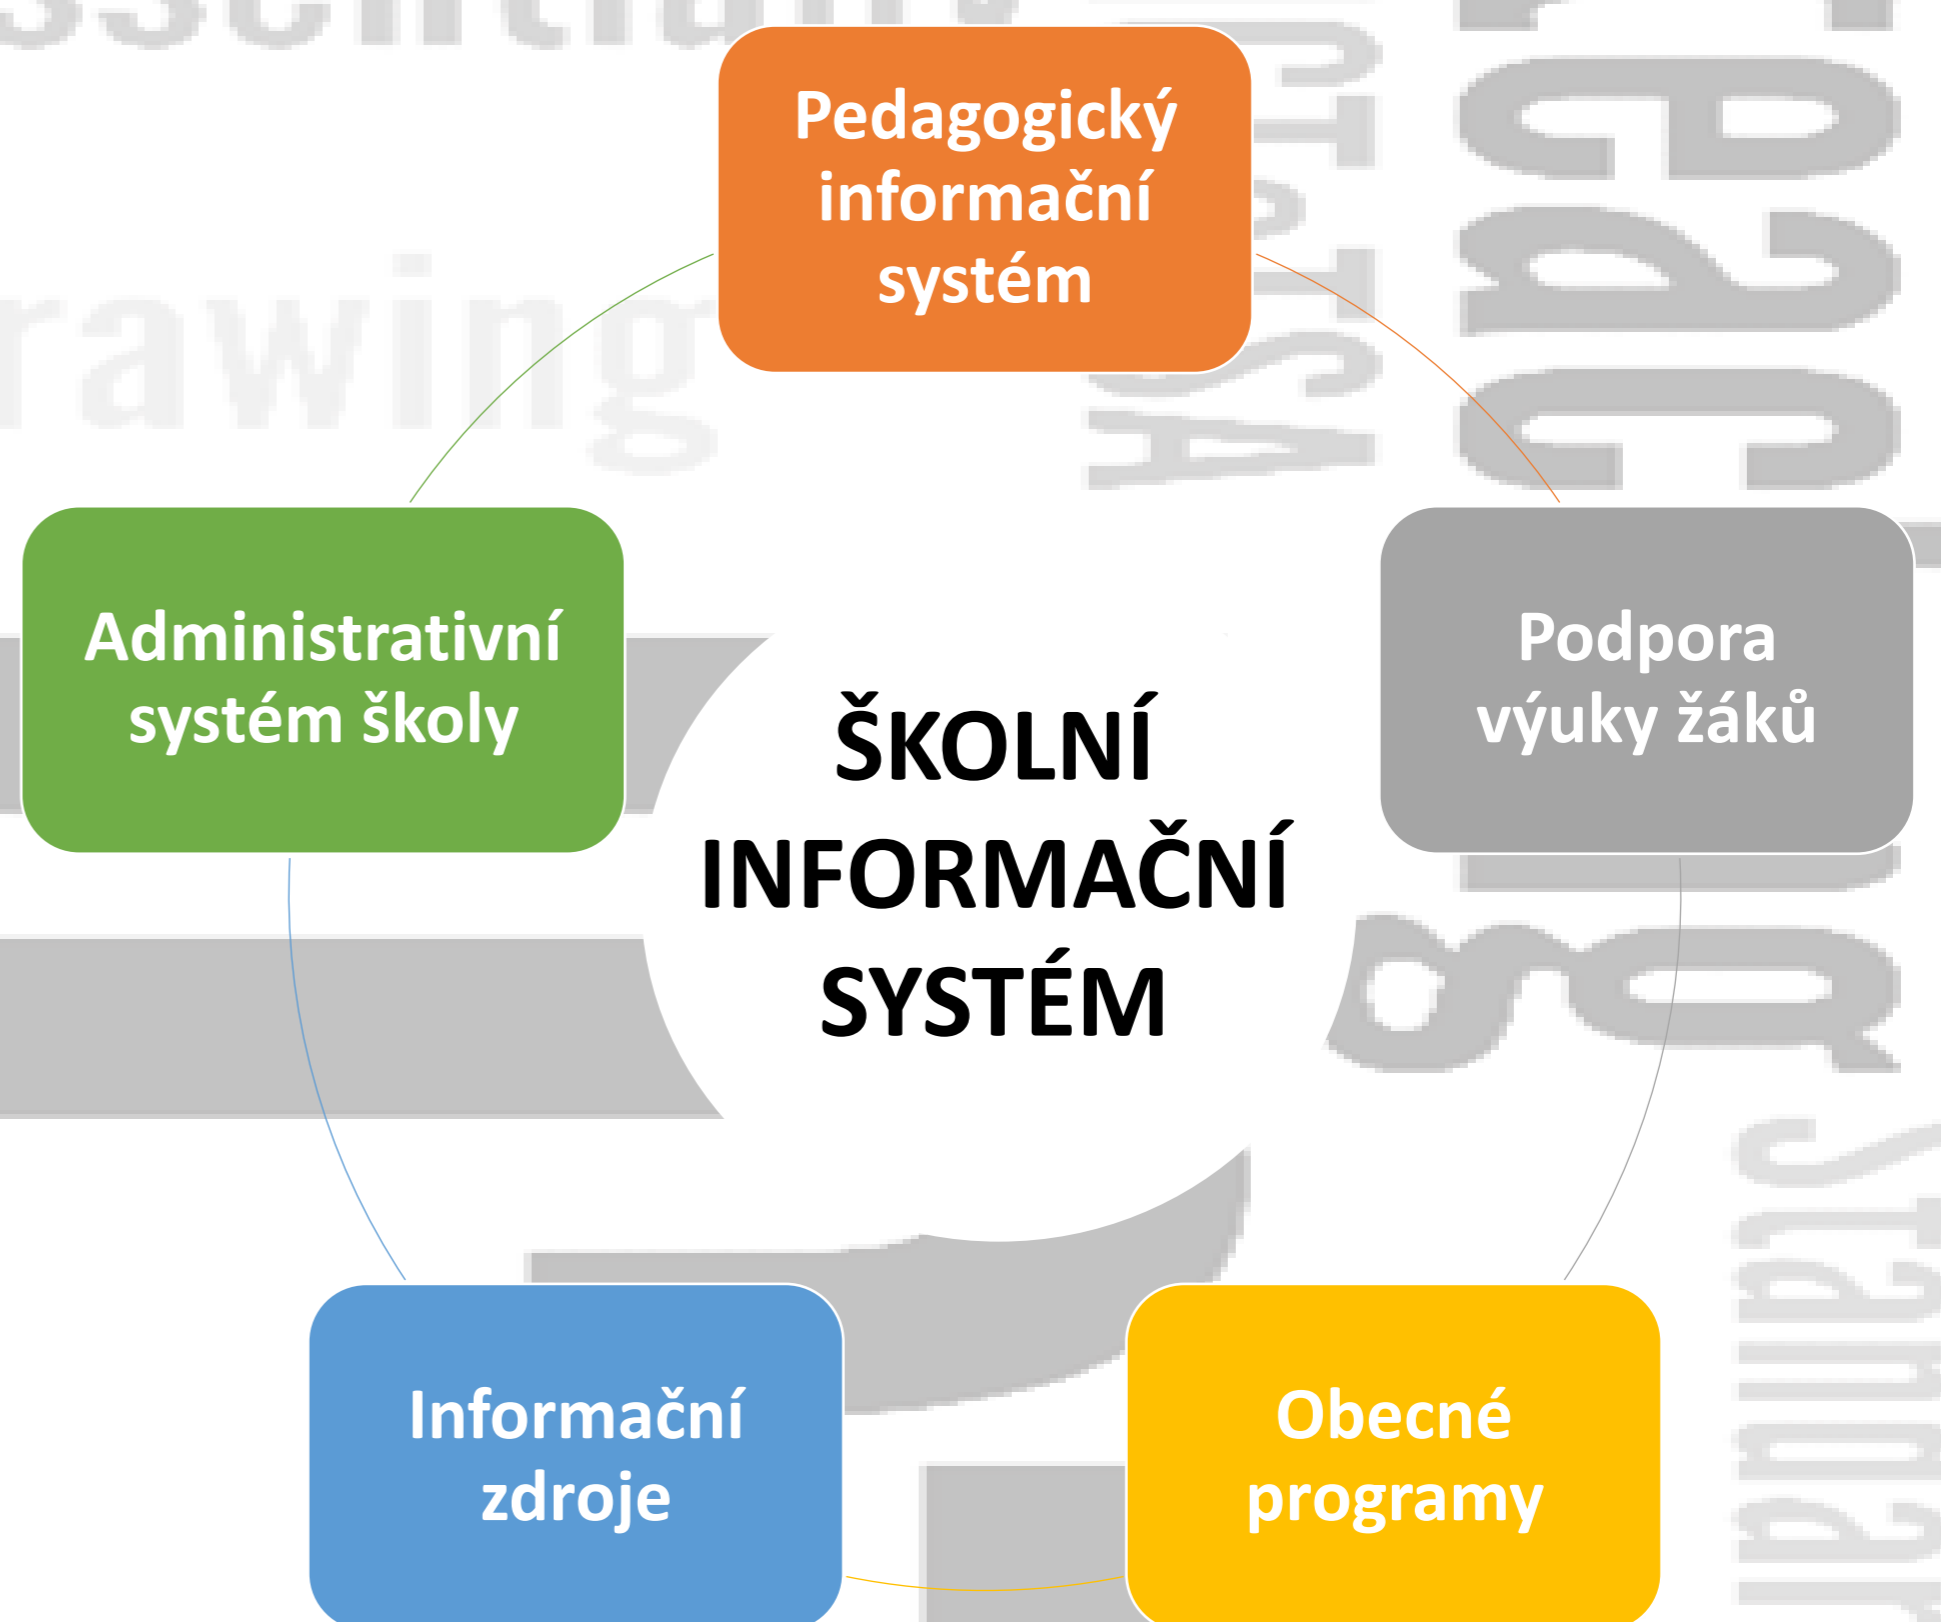 Pedagogický
informační
systém
Administrativní
systém školy
Podpora
výuky žáků
ŠKOLNÍ
INFORMAČNÍ
SYSTÉM
Informační
zdroje
Obecné
programy
rawing